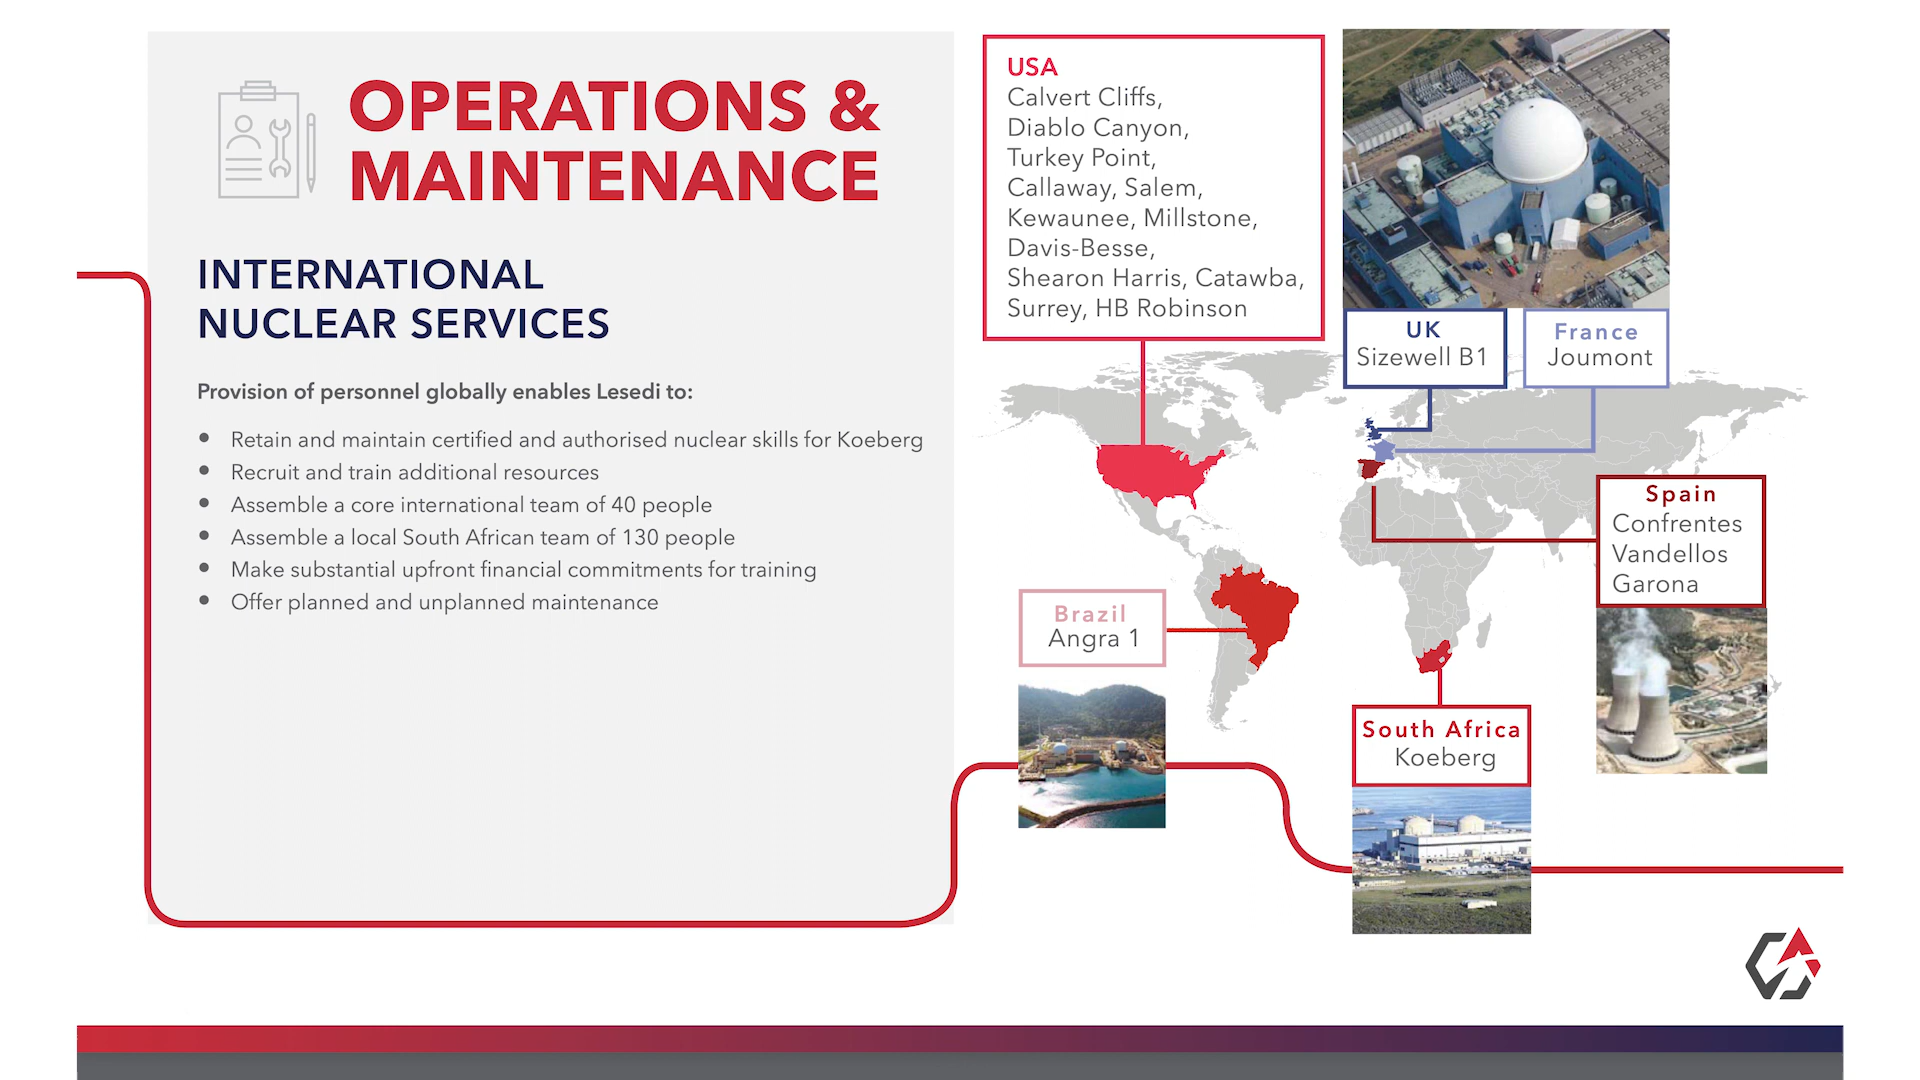 OPERATIONS &
MAINTENANCE
INTERNATIONAL
NUCLEAR SERVICES
Provision of personnel globally enables Lesedi to:
• Retain and maintain certified and authorised nuclear skills for Koeberg
• Recruit and train additional resources
• Assemble a core international team of 40 people
• Assemble a local South African team of 130 people
• Make substantial upfront financial commitments for training
• Offer planned and unplanned maintenance
USA
Calvert Cliffs,
Diablo Canyon,
Turkey Point,
Callaway, Salem,
Kewaunee, Millstone,
Davis-Besse,
Shearon Harris, Catawba,
Surrey, HB Robinson
UK
Sizewell B1
France
Joumont
Spain
Confrentes
Vandellos
Garona
Brazil
Angra 1
South Africa
Koeberg